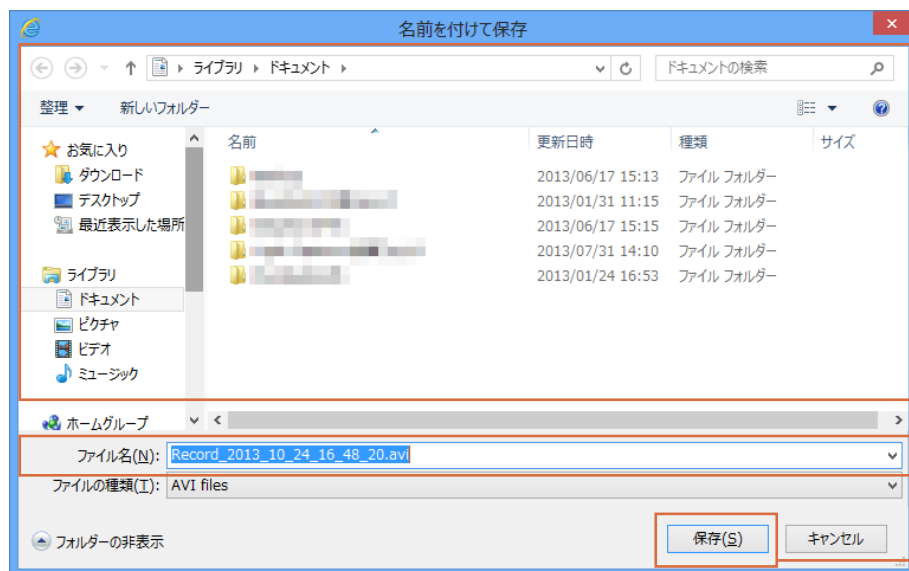 名前を付けて保存
ライブラリ ドキュメント ドキュメントの検索
整理 新しいフォルダー
名前 更新日時 種類 サイズ
お気に入り
ダウンロード
デスクトップ
最近表示した場所
ライブラリ
ドキュメント
ピクチャ
ビデオ
ミュージック
ホームグループ
2013/06/17 15:13 ファイル フォルダー
2013/01/31 11:15 ファイル フォルダー
2013/06/17 15:15 ファイル フォルダー
2013/07/31 14:10 ファイル フォルダー
2013/01/24 16:53 ファイル フォルダー
ファイル名(N): Record_2013_10_24_16_48_20.avi
ファイルの種類(T): AVI files
フォルダーの非表示 保存(S) キャンセル